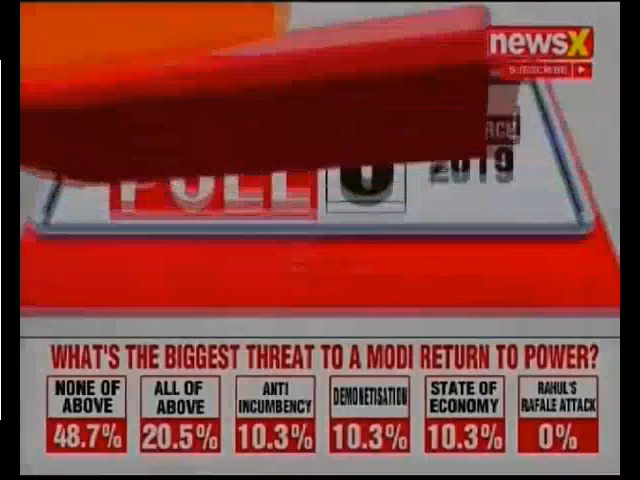 newsX
SUBSCRIBE
POLL
2019
WHAT'S THE BIGGEST THREAT TO A MODI RETURN TO POWER?
NONE OF
ABOVE
48.7%
ALL OF
ABOVE
20.5%
ANTI
INCUMBENCY
10.3%
DEMONETISATION
10.3%
STATE OF
ECONOMY
10.3%
RAHUL'S
RAFALE ATTACK
0%